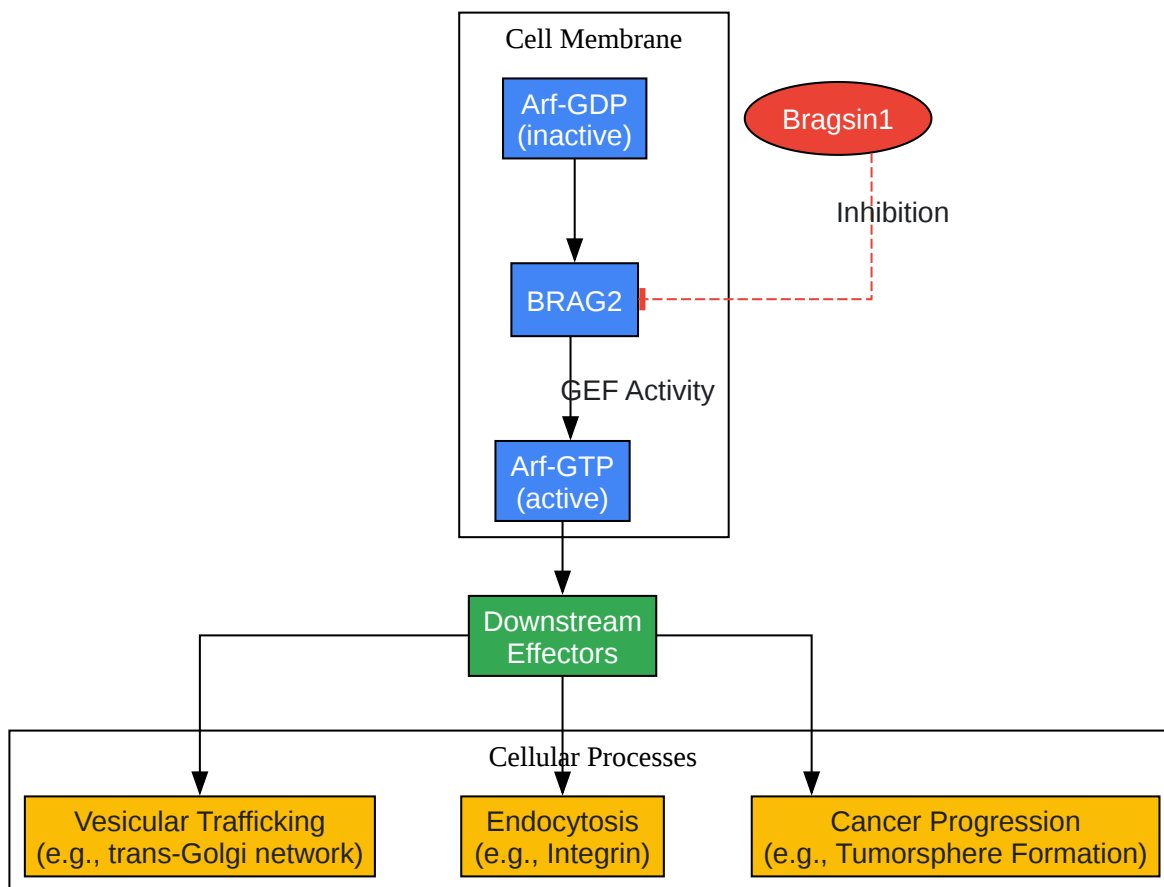 Cell Membrane
Arf-GDP
(inactive)
Bragsin1
Inhibition
BRAG2
GEF Activity
Arf-GTP
(active)
Downstream
Effectors
Cellular Processes
Vesicular Trafficking
(e.g., trans-Golgi network)
Endocytosis
(e.g., Integrin)
Cancer Progression
(e.g., Tumorsphere Formation)